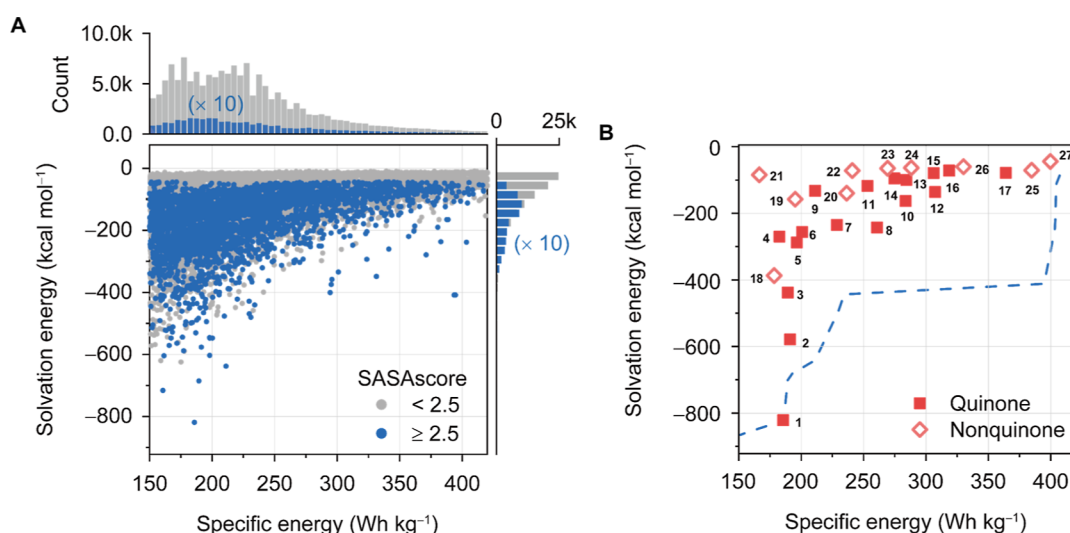 A
10.0k
5.0k
0.0
Count
(× 10)
0
25k
0
−200
−400
−600
−800
Solvation energy (kcal mol⁻¹)
(× 10)
SASAscore
< 2.5
≥ 2.5
150 200 250 300 350 400
Specific energy (Wh kg⁻¹)
B
0
−200
−400
−600
−800
Solvation energy (kcal mol⁻¹)
21
22
23
24
15
26
27
19
20
9
11
14
13
16
17
25
12
10
4
6
7
8
5
18
3
2
1
Quinone
Nonquinone
150 200 250 300 350 400
Specific energy (Wh kg⁻¹)